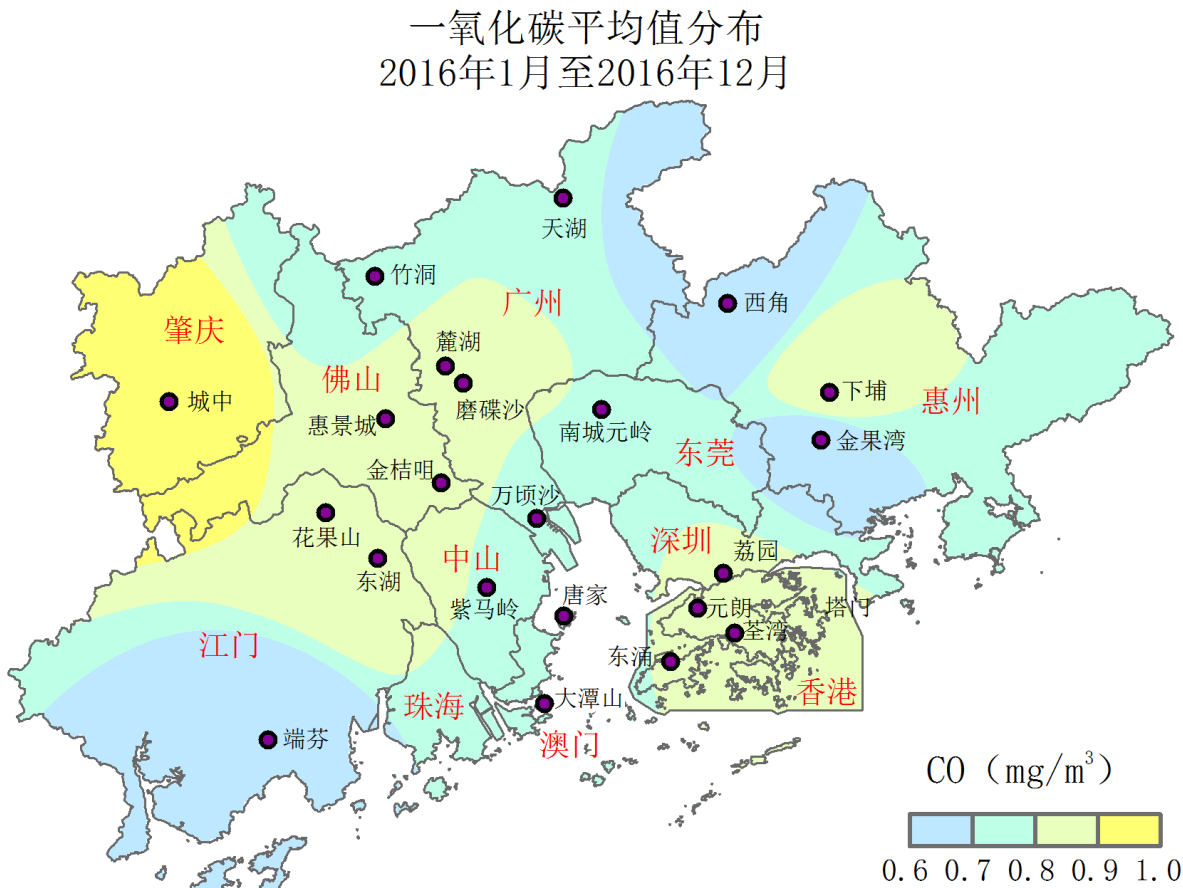 一氧化碳平均值分布
2016年1月至2016年12月
天湖
竹洞
广州
西角
肇庆
麓湖
佛山
下埔
惠州
城中
磨碟沙
惠景城
南城元岭
金果湾
东莞
金桔咀
万顷沙
花果山
深圳
荔园
中山
东湖
唐家
紫马岭
元朗
塔门
荃湾
江门
东涌
香港
珠海
大潭山
端芬
澳门
CO（mg/m³）
0.6 0.7 0.8 0.9 1.0